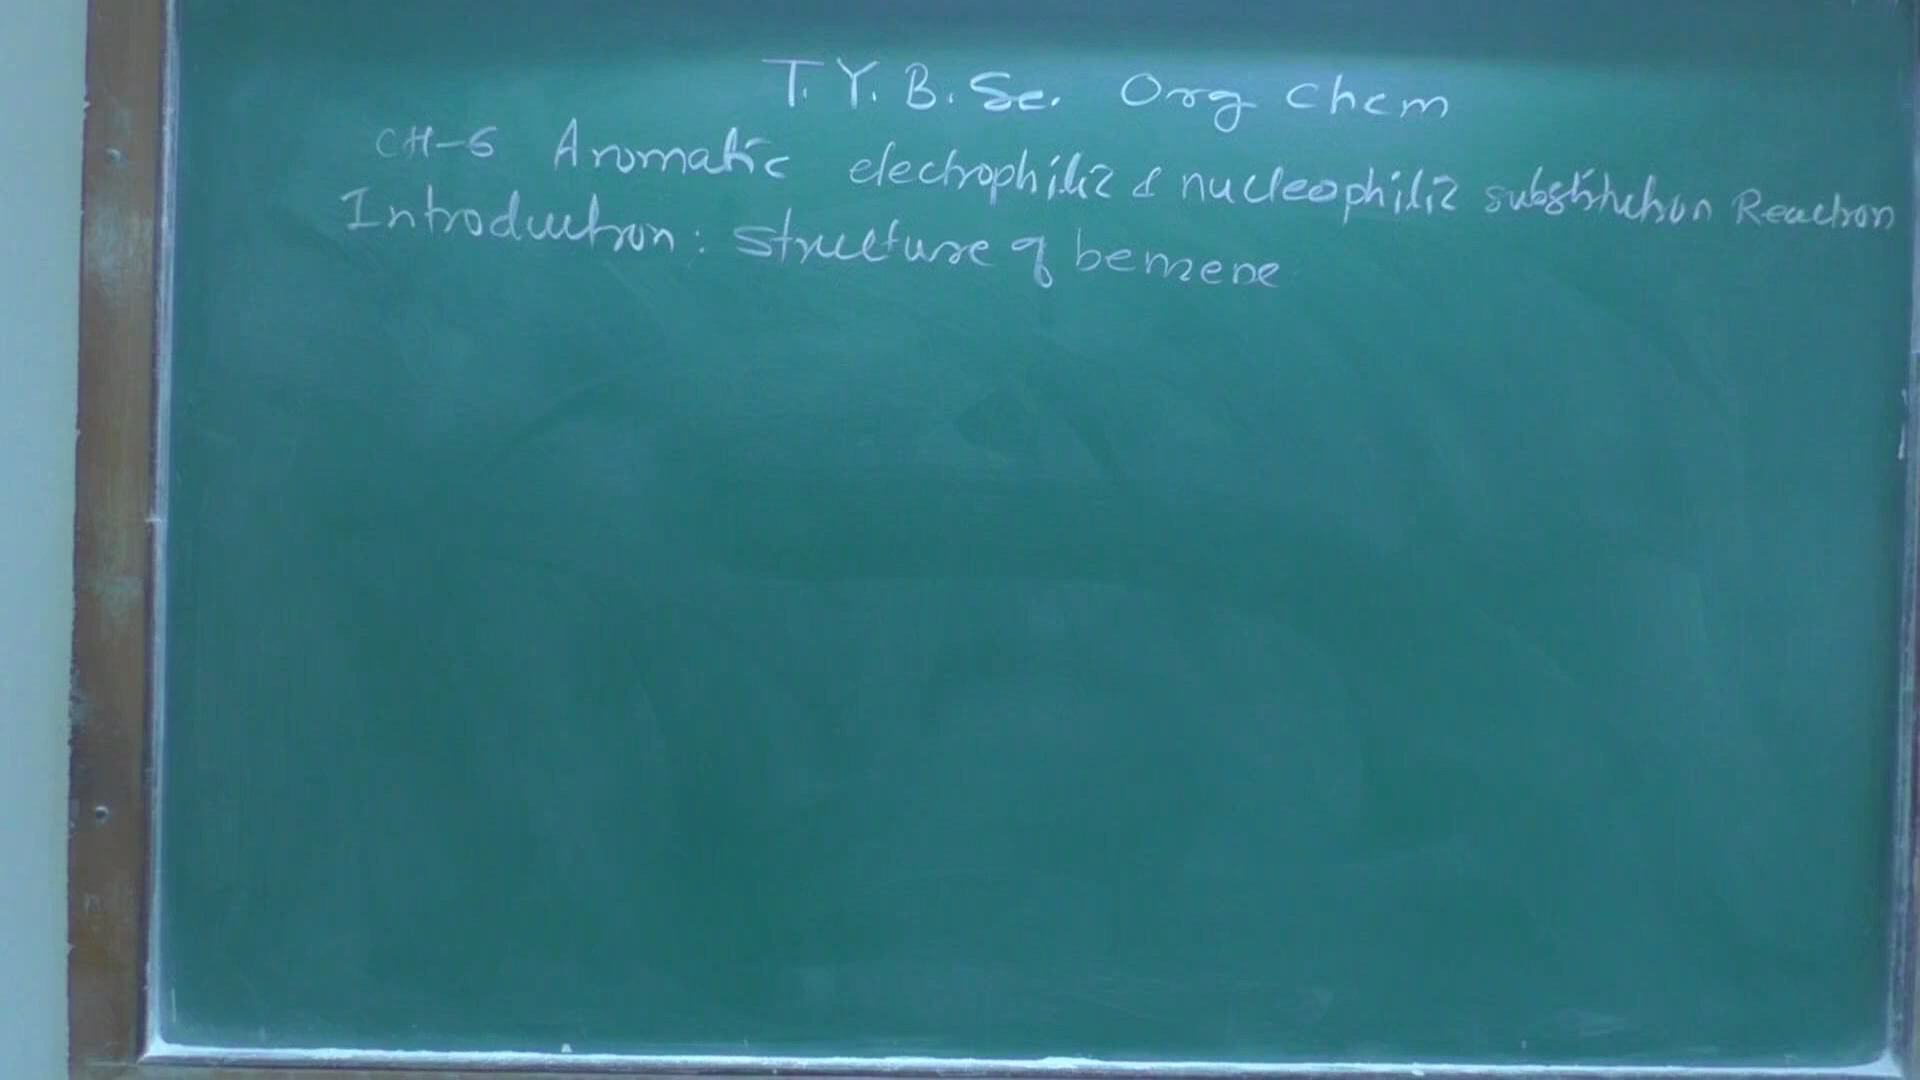 T.Y. B.Sc. Org Chem
CH-6 Aromatic electrophilic & nucleophilic substitution Reaction
Introduction: Structure of benzene